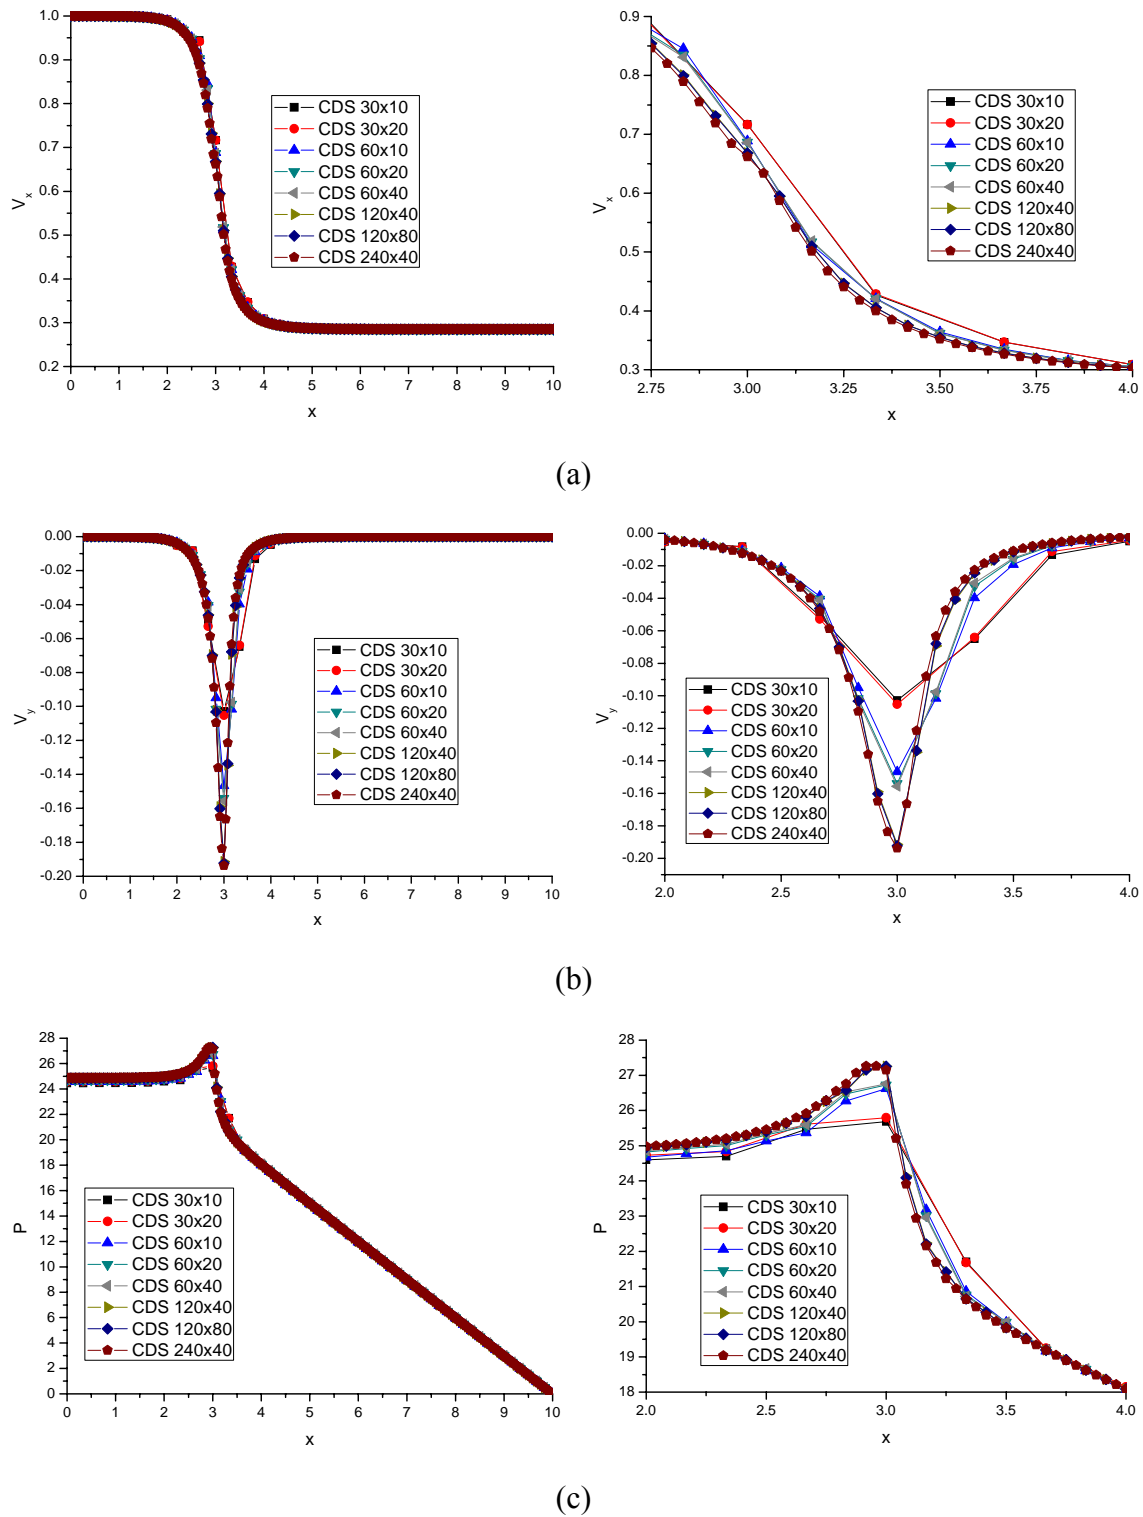 1.0
0.9
0.8
0.7
0.6
0.5
0.4
0.3
0.2
V_x
CDS 30x10
CDS 30x20
CDS 60x10
CDS 60x20
CDS 60x40
CDS 120x40
CDS 120x80
CDS 240x40
0 1 2 3 4 5 6 7 8 9 10
x
0.9
0.8
0.7
0.6
0.5
0.4
0.3
V_x
CDS 30x10
CDS 30x20
CDS 60x10
CDS 60x20
CDS 60x40
CDS 120x40
CDS 120x80
CDS 240x40
2.75 3.00 3.25 3.50 3.75 4.0
x
(a)
0.00
-0.02
-0.04
-0.06
-0.08
-0.10
-0.12
-0.14
-0.16
-0.18
-0.20
V_y
CDS 30x10
CDS 30x20
CDS 60x10
CDS 60x20
CDS 60x40
CDS 120x40
CDS 120x80
CDS 240x40
0 1 2 3 4 5 6 7 8 9 10
x
0.00
-0.02
-0.04
-0.06
-0.08
-0.10
-0.12
-0.14
-0.16
-0.18
-0.20
V_y
CDS 30x10
CDS 30x20
CDS 60x10
CDS 60x20
CDS 60x40
CDS 120x40
CDS 120x80
CDS 240x40
2.0 2.5 3.0 3.5 4.0
x
(b)
28
26
24
22
20
18
16
14
12
10
8
6
4
2
0
P
CDS 30x10
CDS 30x20
CDS 60x10
CDS 60x20
CDS 60x40
CDS 120x40
CDS 120x80
CDS 240x40
0 1 2 3 4 5 6 7 8 9 10
x
28
27
26
25
24
23
22
21
20
19
18
P
CDS 30x10
CDS 30x20
CDS 60x10
CDS 60x20
CDS 60x40
CDS 120x40
CDS 120x80
CDS 240x40
2.0 2.5 3.0 3.5 4.0
x
(c)